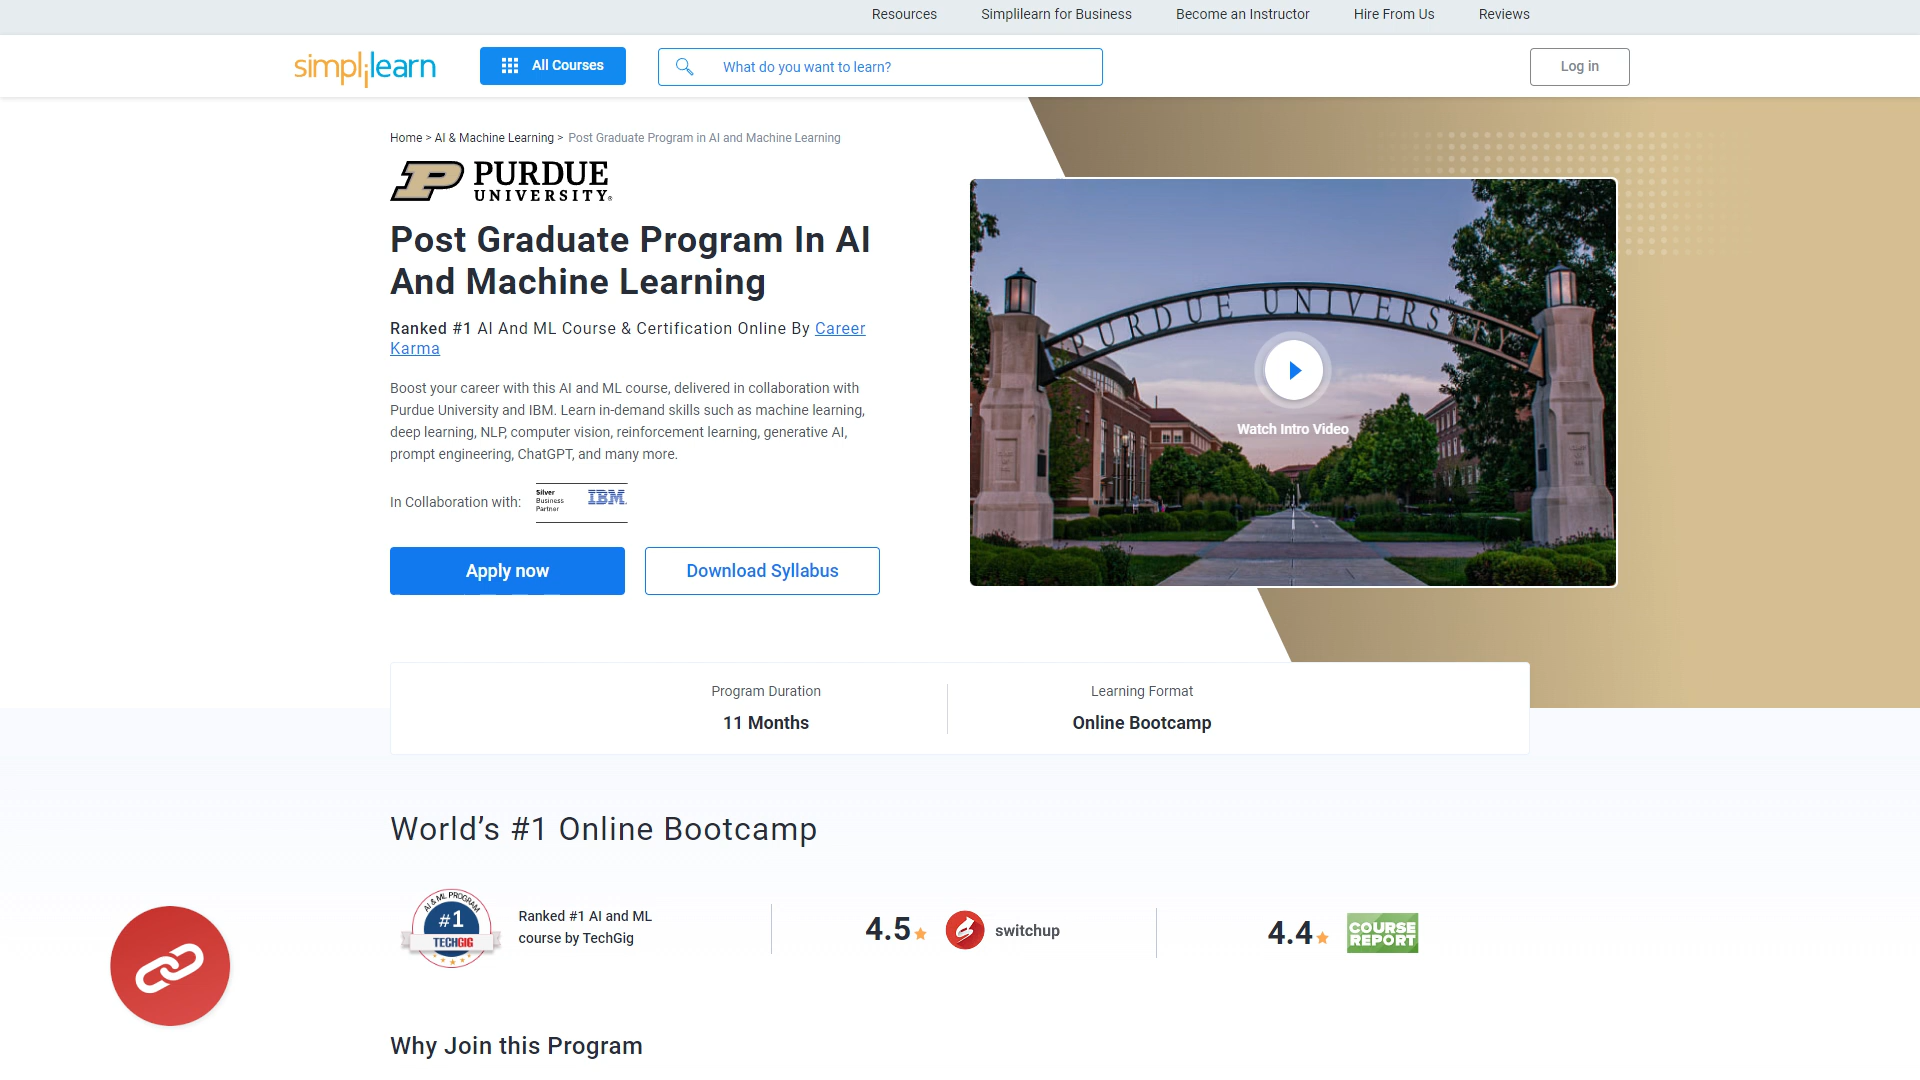 Resources Simplilearn for Business Become an Instructor Hire From Us Reviews
simplilearn All Courses What do you want to learn? Log in
Home > AI & Machine Learning > Post Graduate Program in AI and Machine Learning
PURDUE
UNIVERSITY®
Post Graduate Program In AI
And Machine Learning
Ranked #1 AI And ML Course & Certification Online By Career
Karma
Boost your career with this AI and ML course, delivered in collaboration with
Purdue University and IBM. Learn in-demand skills such as machine learning,
deep learning, NLP, computer vision, reinforcement learning, generative AI,
prompt engineering, ChatGPT, and many more.
In Collaboration with:
Silver
Business
Partner
IBM
Apply now
Download Syllabus
PURDUE UNIVERSITY
Watch Intro Video
Program Duration
11 Months
Learning Format
Online Bootcamp
World’s #1 Online Bootcamp
AI & ML PROGRAM
#1
TECHGIG
Ranked #1 AI and ML
course by TechGig
4.5 switchup
4.4
COURSE
REPORT
Why Join this Program